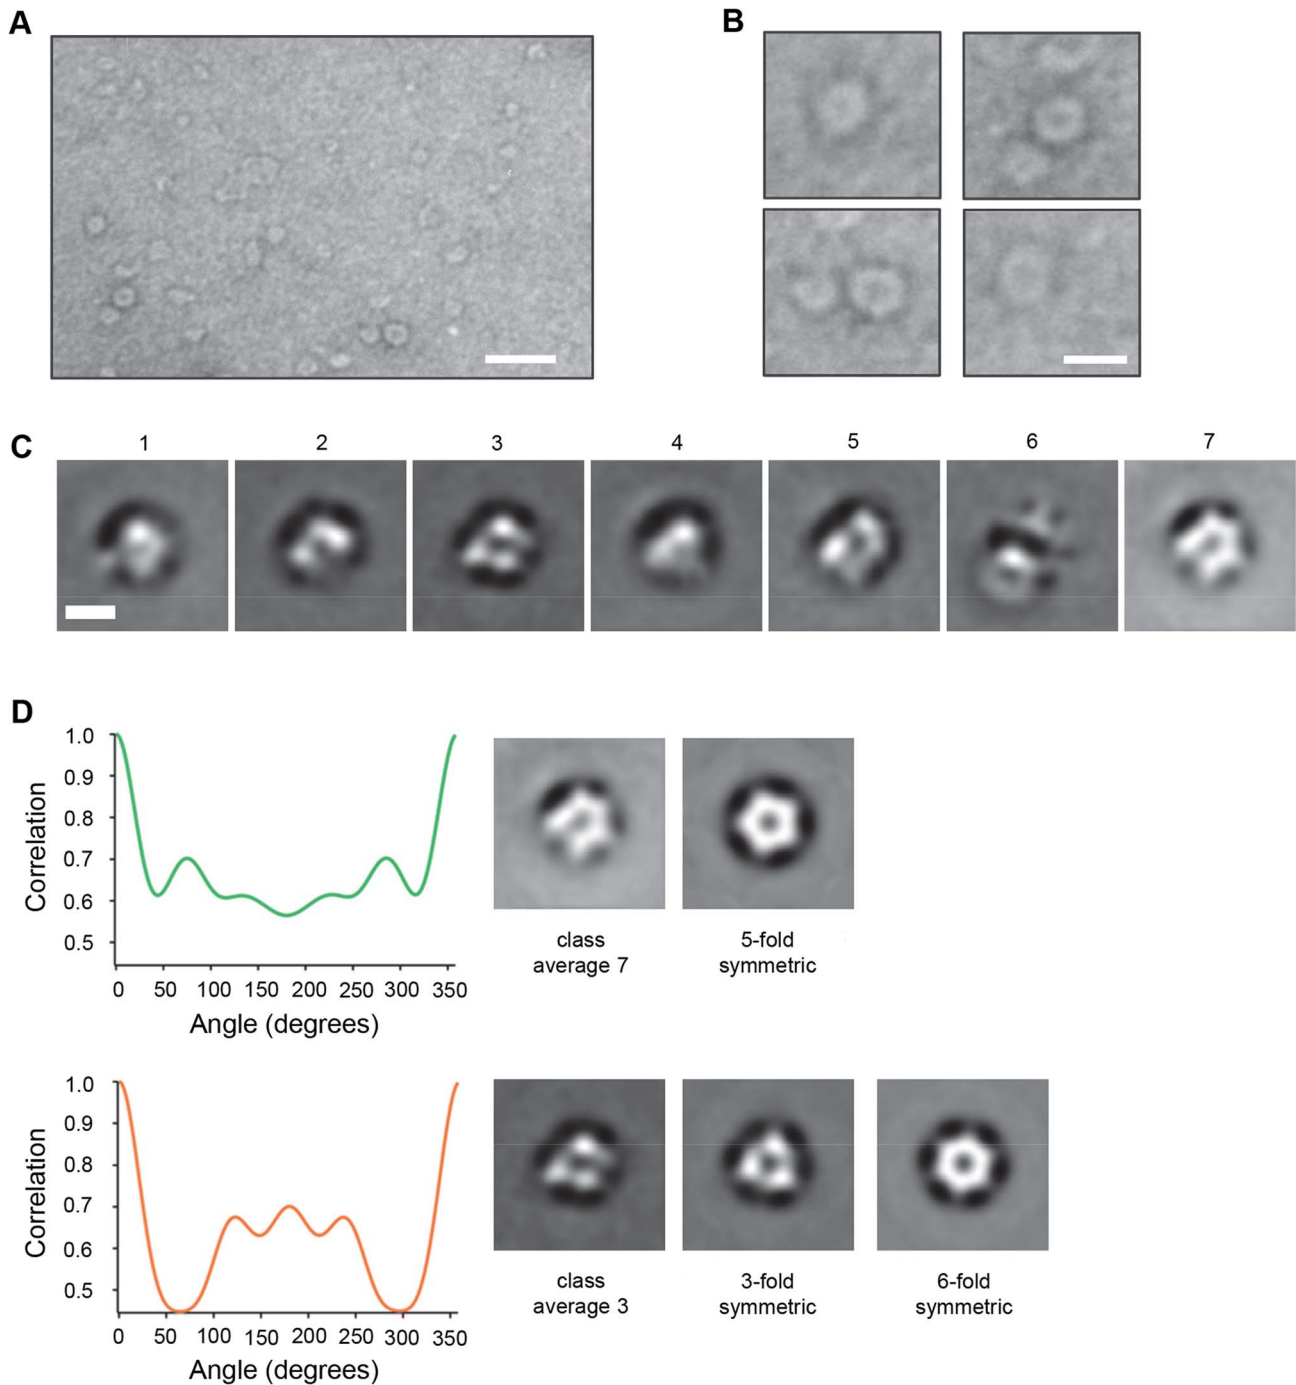 A
B
C
1 2 3 4 5 6 7
D
1.0
0.9
0.8
0.7
0.6
0.5
Correlation
0 50 100 150 200 250 300 350
Angle (degrees)
class
average 7
5-fold
symmetric
1.0
0.9
0.8
0.7
0.6
0.5
Correlation
0 50 100 150 200 250 300 350
Angle (degrees)
class
average 3
3-fold
symmetric
6-fold
symmetric